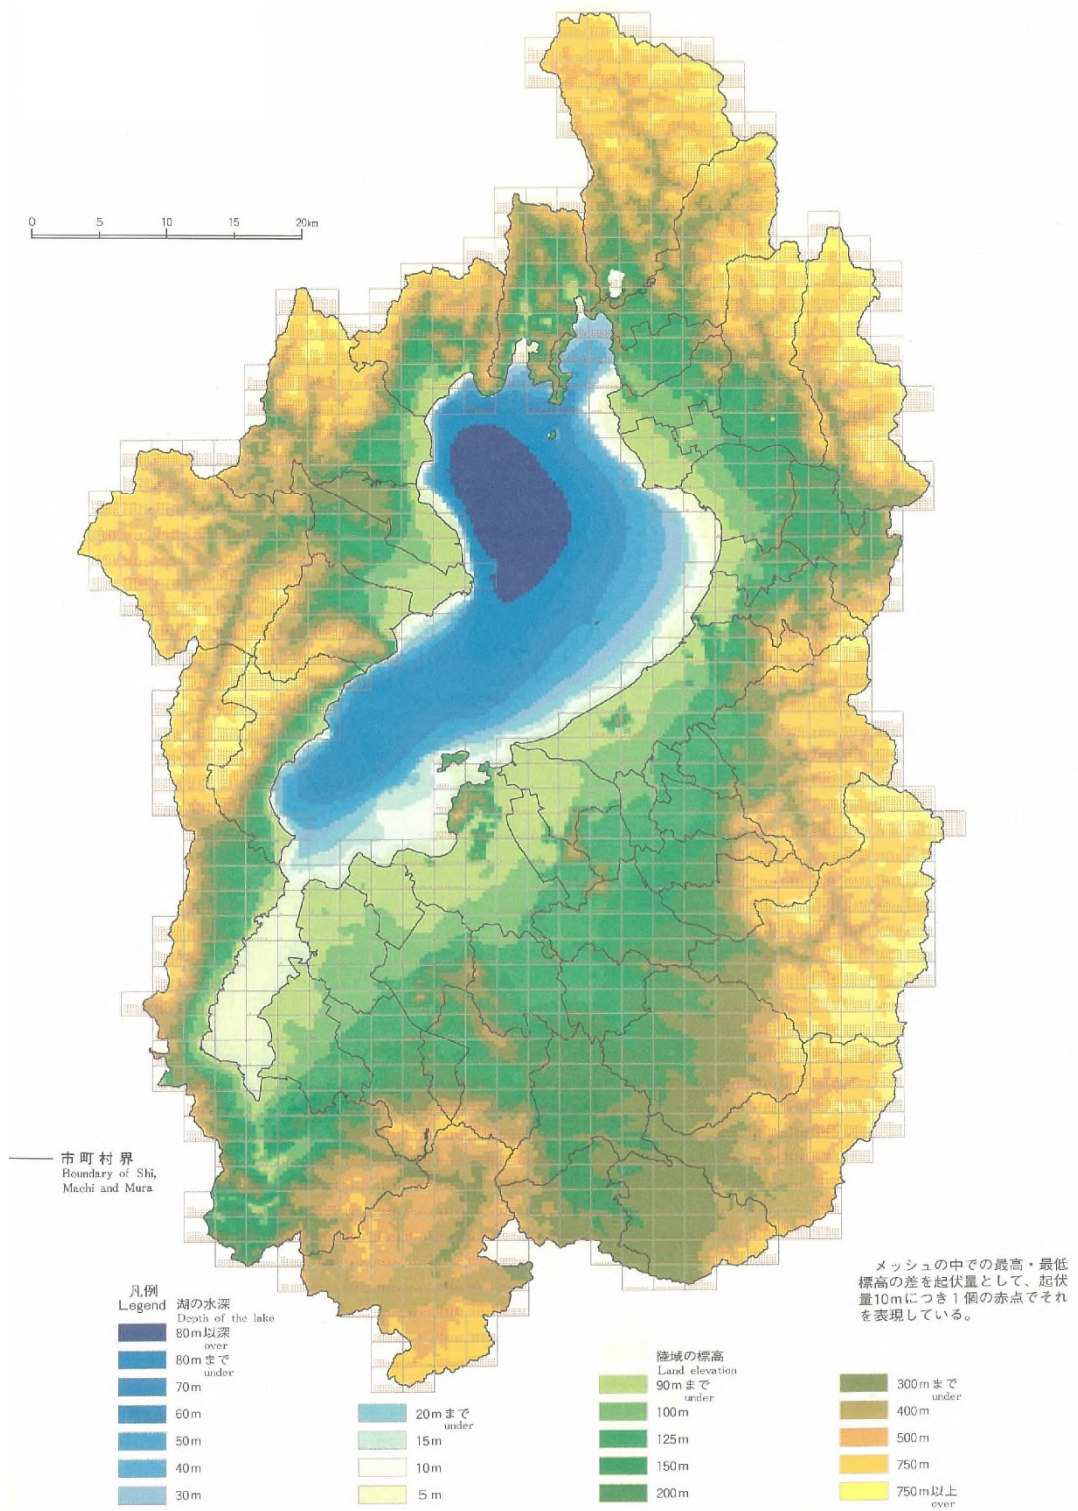 0 5 10 15 20km
市町村界
Boundary of Shi,
Machi and Mura
メッシュの中での最高・最低
標高の差を起伏量として、起伏
量10mにつき1個の赤点でそれ
を表現している。
凡例
Legend
湖の水深
Depth of the lake
80m以深
over
80mまで
under
70m
60m
50m
40m
30m
20mまで
under
15m
10m
5m
陸域の標高
Land elevation
90mまで
under
100m
125m
150m
200m
300mまで
under
400m
500m
750m
750m以上
over